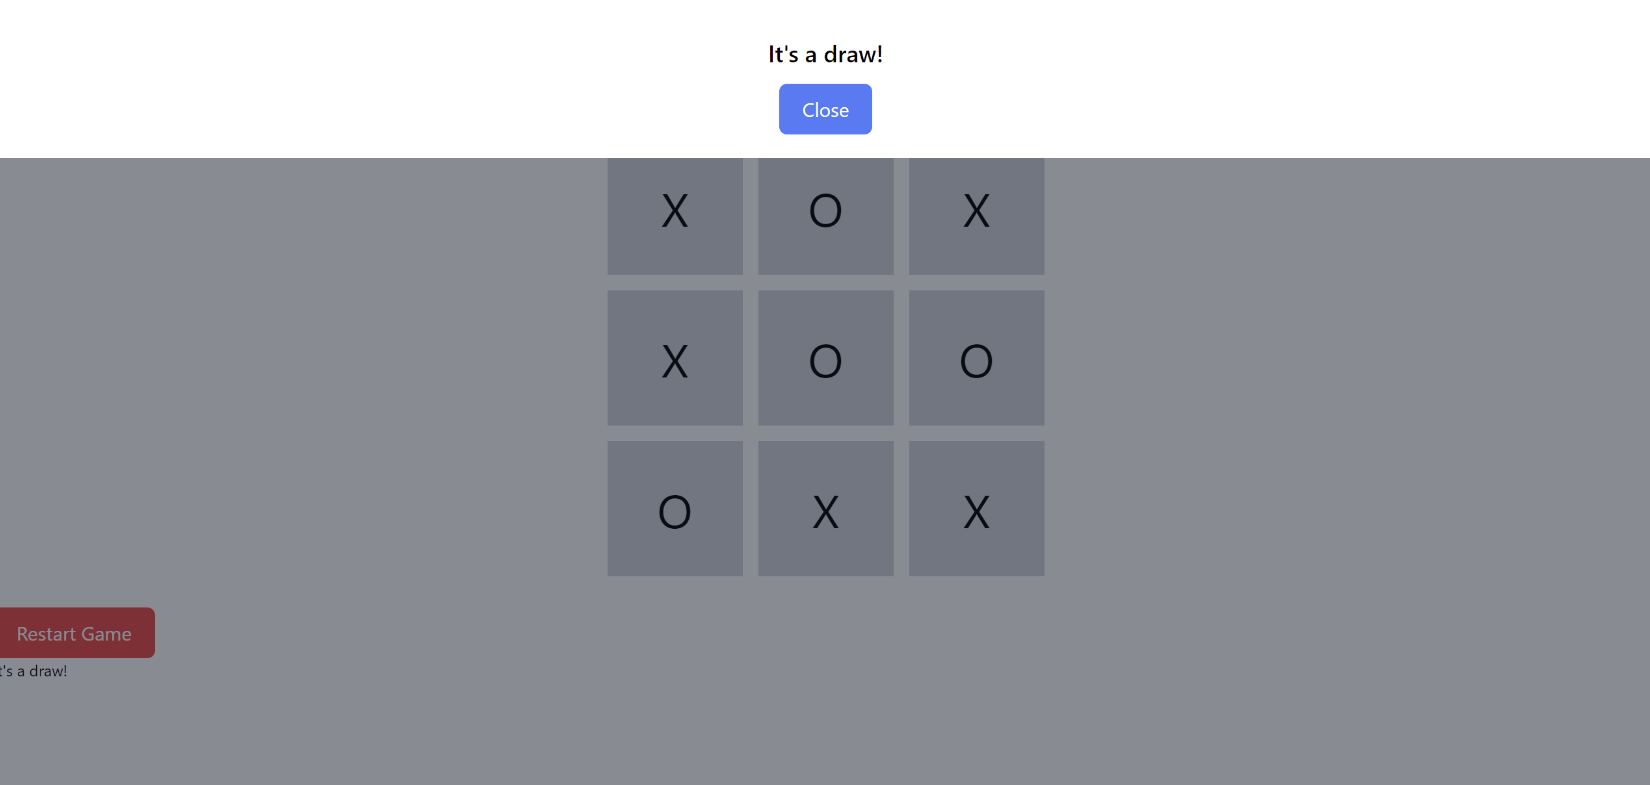 It's a draw!
Close
X O X
X O O
O X X
Restart Game
t's a draw!